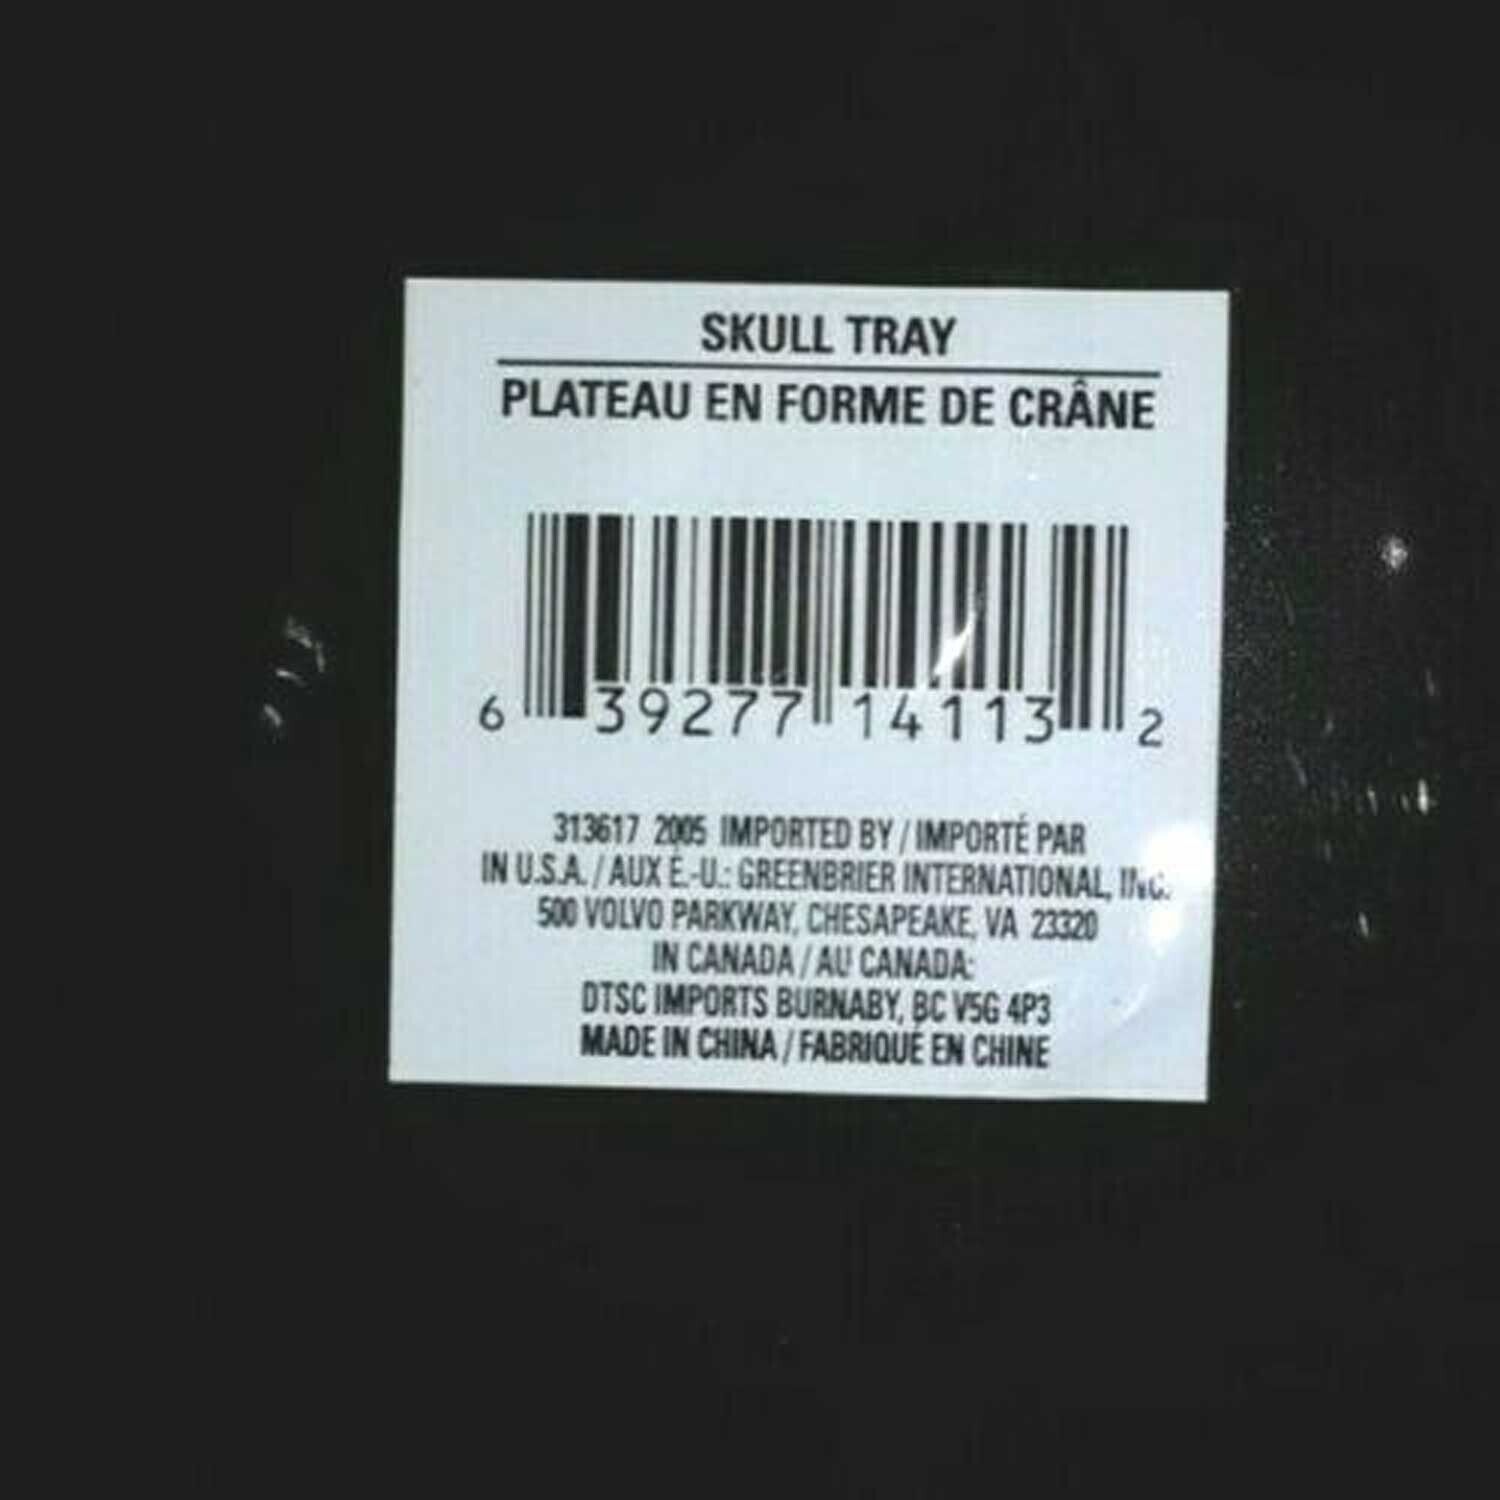 SKULL TRAY
PLATEAU EN FORME DE CRÂNE
6 39277 14113 2
313617 2005 IMPORTED BY / IMPORTÉ PAR
IN U.S.A. / AUX É.-U.: GREENBRIER INTERNATIONAL, INC.
500 VOLVO PARKWAY, CHESAPEAKE, VA 23320
IN CANADA / AU CANADA:
DTSC IMPORTS BURNABY, BC V5G 4P3
MADE IN CHINA / FABRIQUÉ EN CHINE